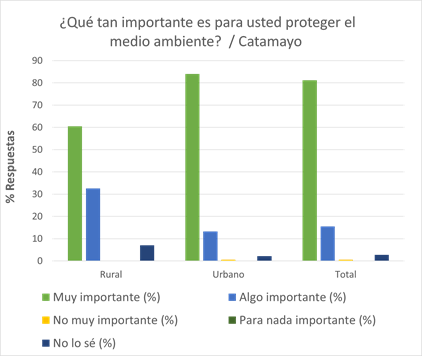 ¿Qué tan importante es para usted proteger el
medio ambiente? / Catamayo
% Respuestas
90
80
70
60
50
40
30
20
10
0
Rural Urbano Total
Muy importante (%) Algo importante (%)
No muy importante (%) Para nada importante (%)
No lo sé (%)